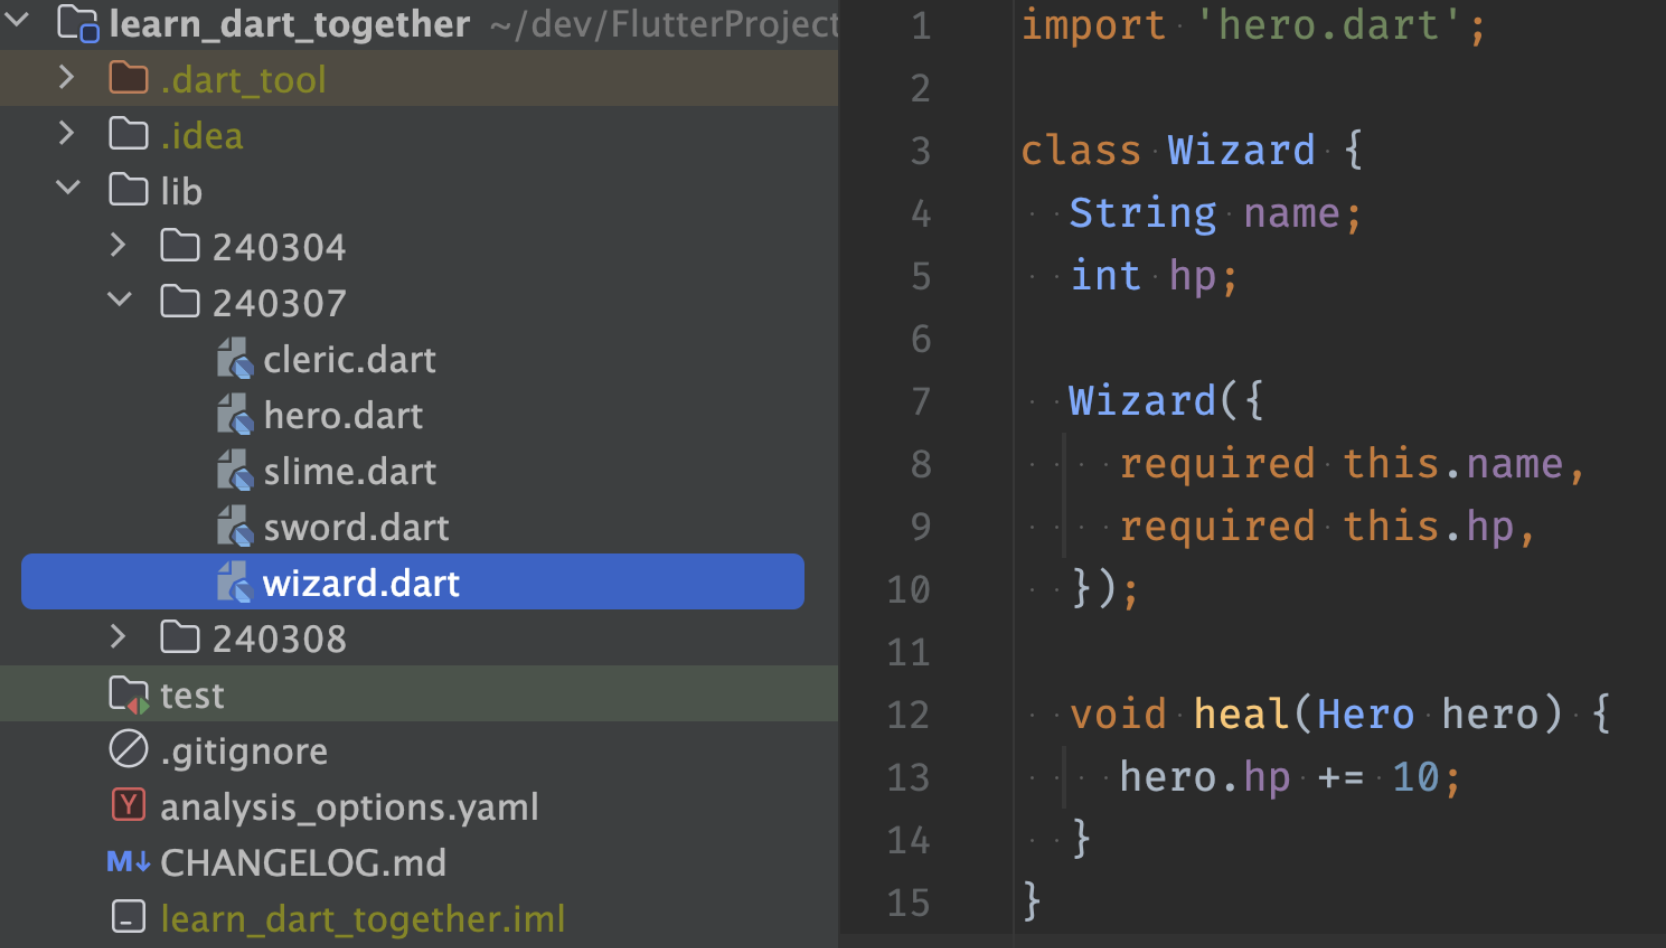 learn_dart_together ~/dev/FlutterProject
.dart_tool
.idea
lib
240304
240307
cleric.dart
hero.dart
slime.dart
sword.dart
wizard.dart
240308
test
.gitignore
Y analysis_options.yaml
M↓ CHANGELOG.md
learn_dart_together.iml
1 import 'hero.dart';
2
3 class Wizard {
4   String name;
5   int hp;
6
7   Wizard({
8     required this.name,
9     required this.hp,
10   });
11
12   void heal(Hero hero) {
13     hero.hp += 10;
14   }
15 }